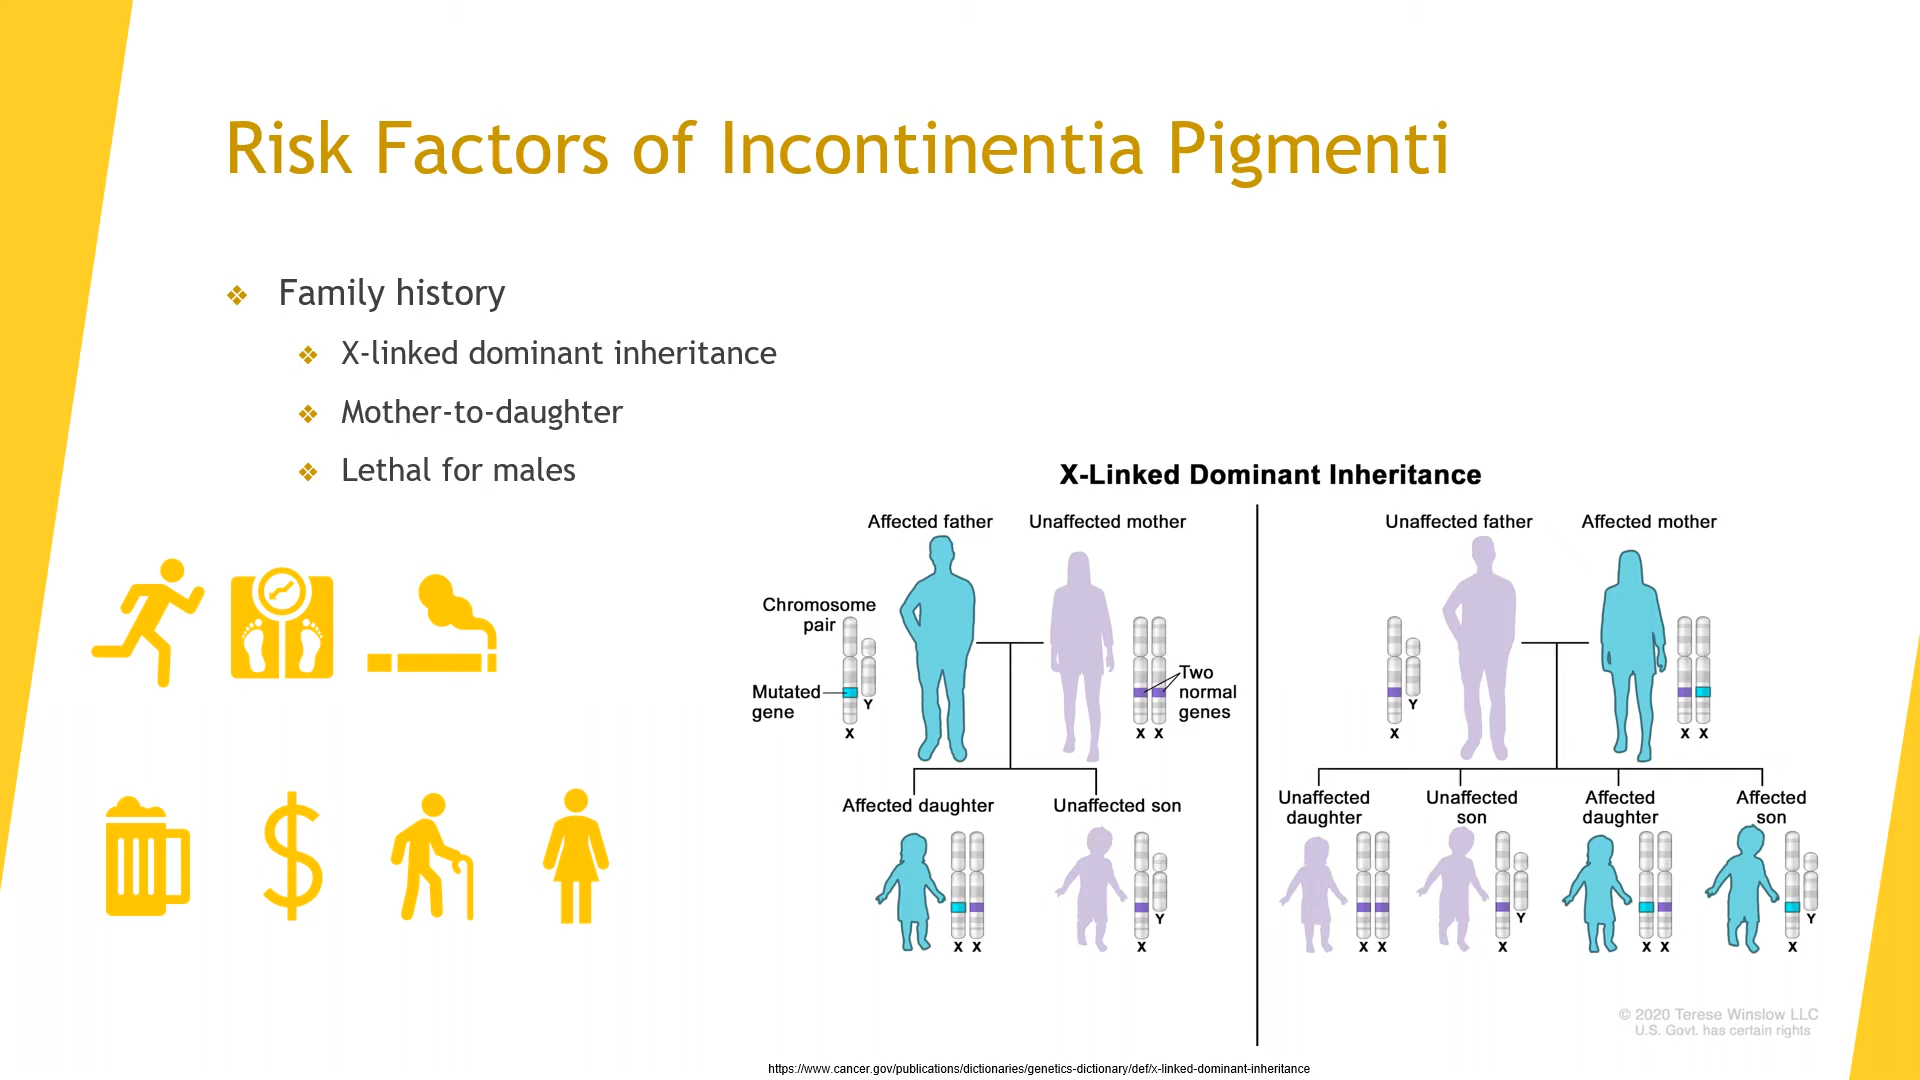 Risk Factors of Incontinentia Pigmenti
Family history
X-linked dominant inheritance
Mother-to-daughter
Lethal for males
X-Linked Dominant Inheritance
Affected father
Unaffected mother
Chromosome
pair
Mutated
gene
X
Y
Two
normal
genes
X X
Affected daughter
Unaffected son
X X
X
Y
Unaffected father
Affected mother
X
Y
X X
Unaffected
daughter
Unaffected
son
Affected
daughter
Affected
son
X X
X
Y
X X
X
Y
© 2020 Terese Winslow LLC
U.S. Govt. has certain rights
https://www.cancer.gov/publications/dictionaries/genetics-dictionary/def/x-linked-dominant-inheritance